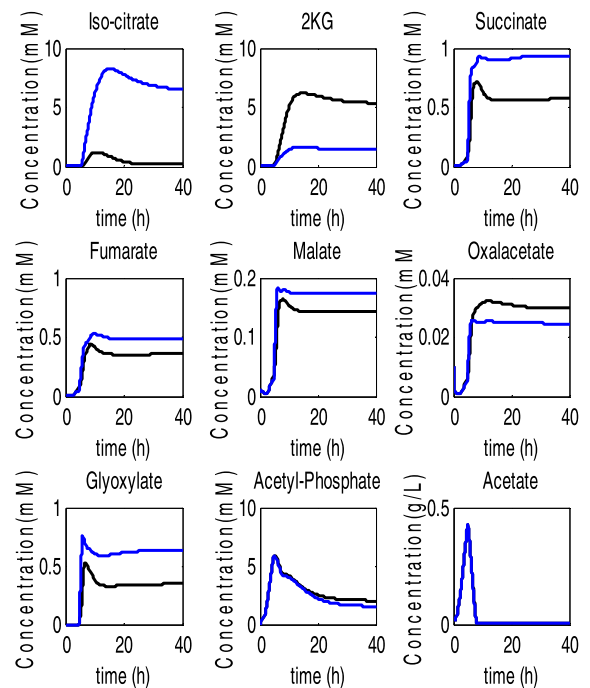 Iso-citrate 2KG Succinate
Concentration(mM) 10 5 0 0 20 40 time (h)
Concentration(mM) 10 5 0 0 20 40 time (h)
Concentration(mM) 1 0.5 0 0 20 40 time (h)
Fumarate Malate Oxalacetate
Concentration(mM) 1 0.5 0 0 20 40 time (h)
Concentration(mM) 0.2 0.1 0 0 20 40 time (h)
Concentration(mM 0.04 0.02 0 0 20 40 time (h)
Glyoxylate Acetyl-Phosphate Acetate
Concentration(mM) 1 0.5 0 0 20 40 time (h)
Concentration(mM) 10 5 0 0 20 40 time (h)
Concentration(g/L) 0.5 0 0 20 40 time (h)